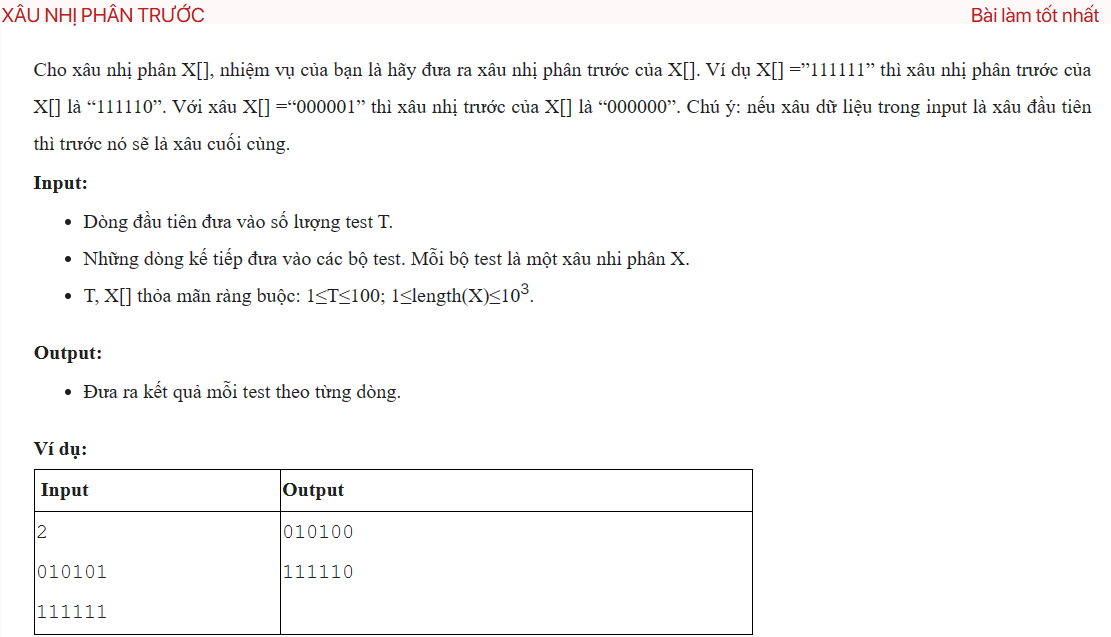 XÂU NHỊ PHÂN TRƯỚC
Bài làm tốt nhất
Cho xâu nhị phân X[], nhiệm vụ của bạn là hãy đưa ra xâu nhị phân trước của X[]. Ví dụ X[] =”111111” thì xâu nhị phân trước của
X[] là “111110”. Với xâu X[] =“000001” thì xâu nhị trước của X[] là “000000”. Chú ý: nếu xâu dữ liệu trong input là xâu đầu tiên
thì trước nó sẽ là xâu cuối cùng.
Input:
• Dòng đầu tiên đưa vào số lượng test T.
• Những dòng kế tiếp đưa vào các bộ test. Mỗi bộ test là một xâu nhi phân X.
• T, X[] thỏa mãn ràng buộc: 1≤T≤100; 1≤length(X)≤10³.
Output:
• Đưa ra kết quả mỗi test theo từng dòng.
Ví dụ:
Input Output
2 010100
010101 111110
111111